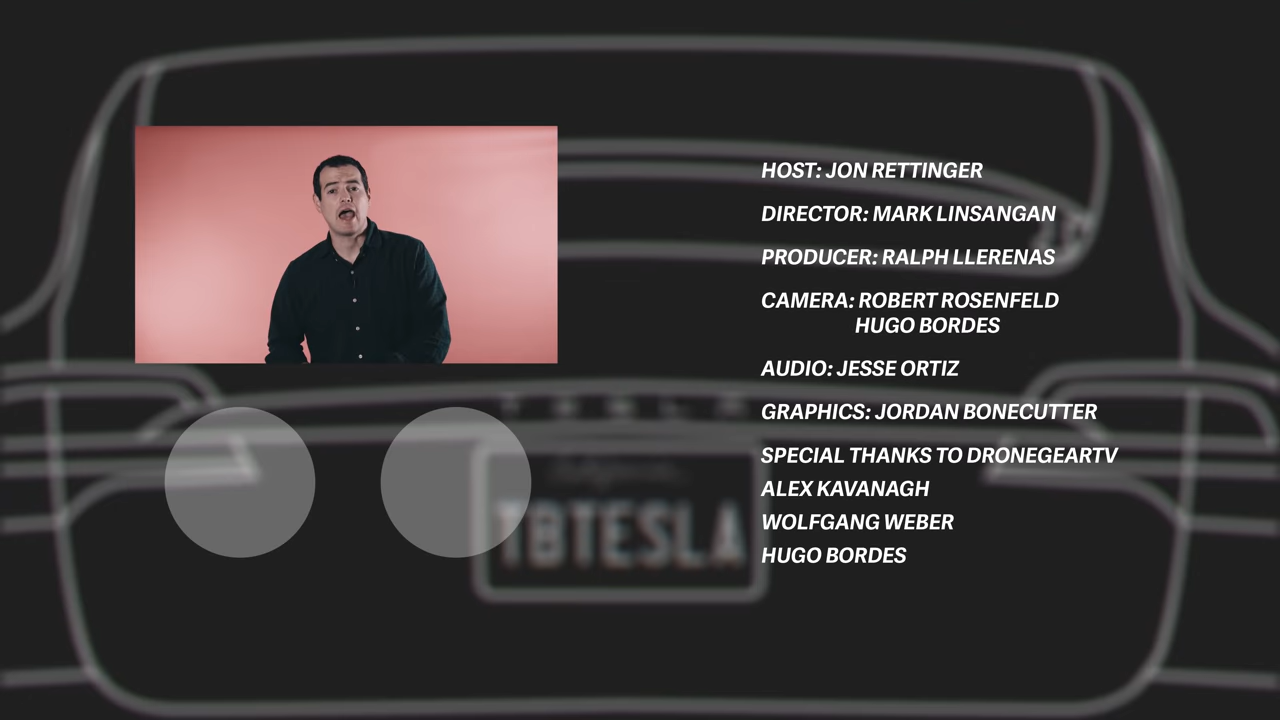 HOST: JON RETTINGER
DIRECTOR: MARK LINSANGAN
PRODUCER: RALPH LLERENAS
CAMERA: ROBERT ROSENFELD
HUGO BORDES
AUDIO: JESSE ORTIZ
GRAPHICS: JORDAN BONECUTTER
SPECIAL THANKS TO DRONEGEARTV
ALEX KAVANAGH
WOLFGANG WEBER
HUGO BORDES
TESLA
TBTESLA